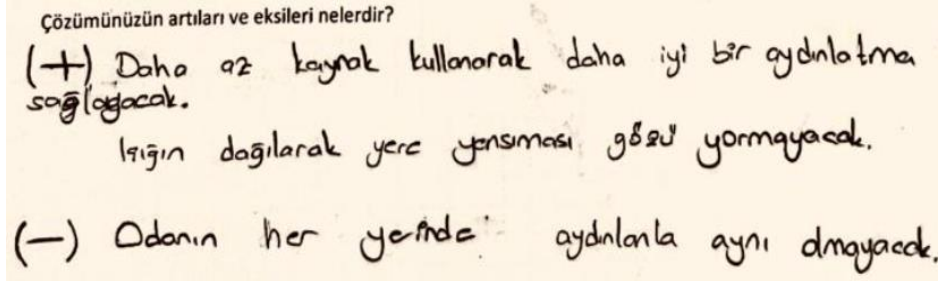 Çözümünüzün artıları ve eksileri nelerdir?
(+) Daha az kaynak kullanarak daha iyi bir aydınlatma
sağlayacak.
Işığın dağılarak yere yansıması gözü yormayacak.
(-) Odanın her yerinde aydınlanla aynı olmayacak.